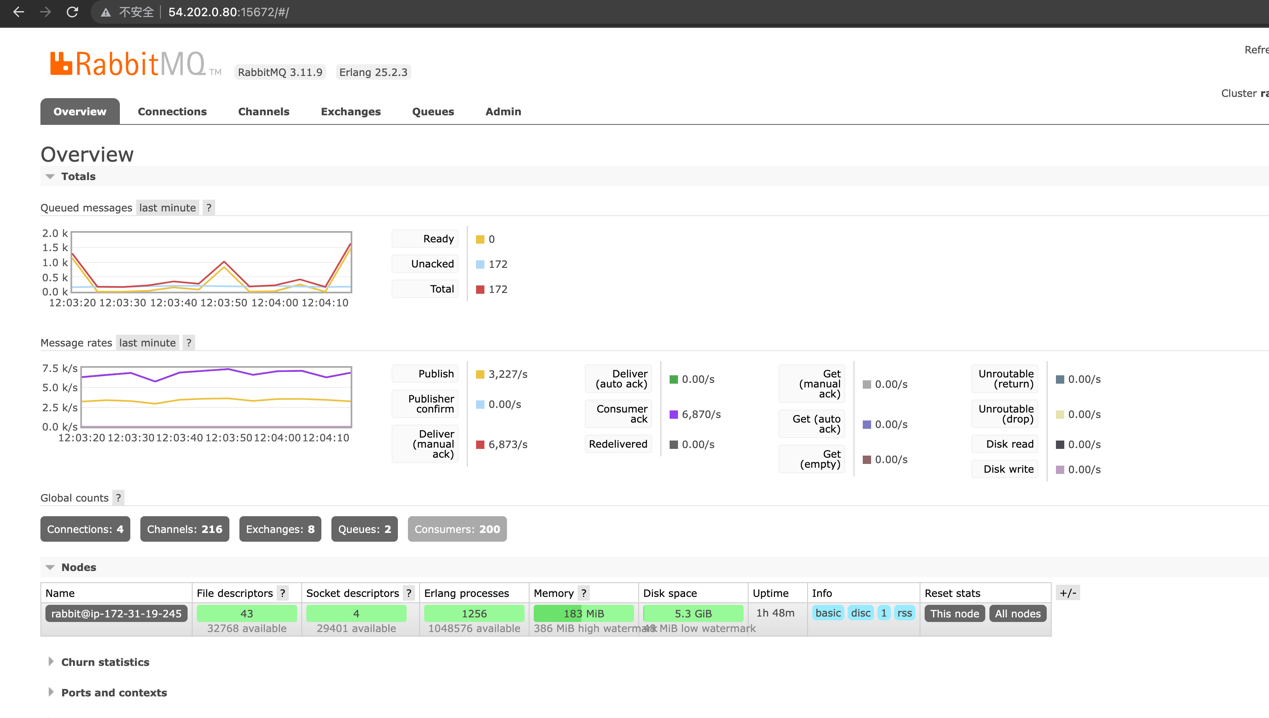 不安全 54.202.0.80:15672/#/
RabbitMQ TM RabbitMQ 3.11.9 Erlang 25.2.3
Refre
Cluster ra
Overview Connections Channels Exchanges Queues Admin
Overview
Totals
Queued messages last minute ?
2.0 k
1.5 k
1.0 k
0.5 k
0.0 k
12:03:20 12:03:30 12:03:40 12:03:50 12:04:00 12:04:10
Ready 0
Unacked 172
Total 172
Message rates last minute ?
7.5 k/s
5.0 k/s
2.5 k/s
0.0 k/s
12:03:20 12:03:30 12:03:40 12:03:50 12:04:00 12:04:10
Publish 3,227/s
Publisher
confirm 0.00/s
Deliver
(manual
ack) 6,873/s
Deliver
(auto ack) 0.00/s
Consumer
ack 6,870/s
Redelivered 0.00/s
Get
(manual
ack) 0.00/s
Get (auto
ack) 0.00/s
Get
(empty) 0.00/s
Unroutable
(return) 0.00/s
Unroutable
(drop) 0.00/s
Disk read 0.00/s
Disk write 0.00/s
Global counts ?
Connections: 4 Channels: 216 Exchanges: 8 Queues: 2 Consumers: 200
Nodes
Name File descriptors ? Socket descriptors ? Erlang processes Memory ? Disk space Uptime Info Reset stats +/-
rabbit@ip-172-31-19-245 43 4 1256 183 MiB 5.3 GiB 1h 48m basic disc 1 rss This node All nodes
32768 available 29401 available 1048576 available 386 MiB high watermark MiB low watermark
Churn statistics
Ports and contexts